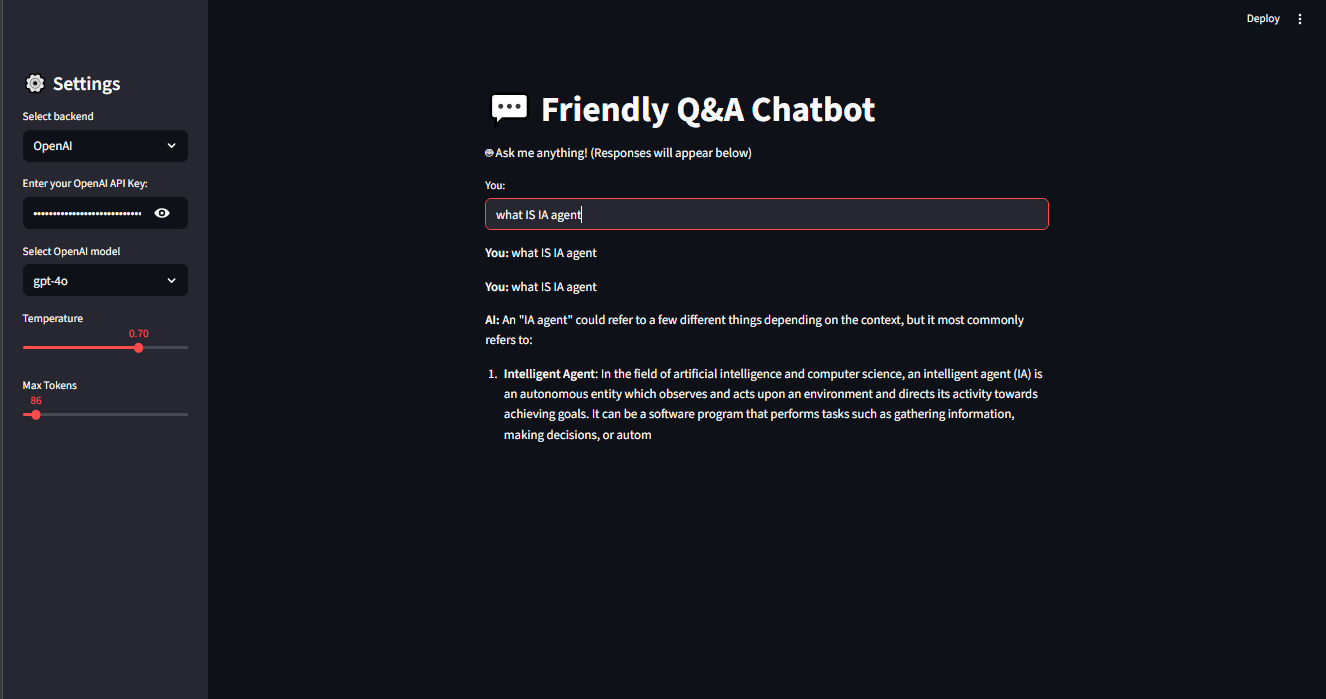 Deploy
Settings
Select backend
OpenAI
Enter your OpenAI API Key:
Select OpenAI model
gpt-4o
Temperature
0.70
Max Tokens
86
Friendly Q&A Chatbot
Ask me anything! (Responses will appear below)
You:
what IS IA agent
You: what IS IA agent
You: what IS IA agent
AI: An "IA agent" could refer to a few different things depending on the context, but it most commonly
refers to:
1. Intelligent Agent: In the field of artificial intelligence and computer science, an intelligent agent (IA) is
an autonomous entity which observes and acts upon an environment and directs its activity towards
achieving goals. It can be a software program that performs tasks such as gathering information,
making decisions, or autom